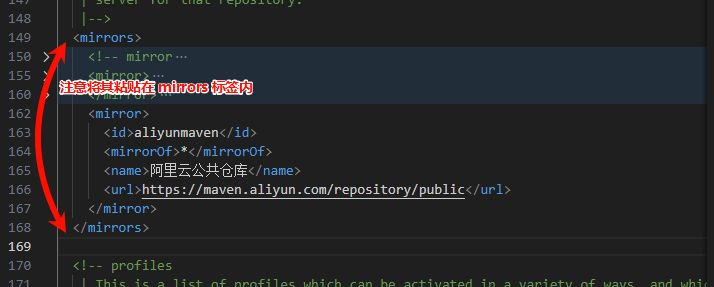 147 | server for that repository.
148 |-->
149 <mirrors>
150 > <!-- mirror…
155 > <mirror>…
160 > </mirror>…
注意将其粘贴在 mirrors 标签内
162 <mirror>
163 <id>aliyunmaven</id>
164 <mirrorOf>*</mirrorOf>
165 <name>阿里云公共仓库</name>
166 <url>https://maven.aliyun.com/repository/public</url>
167 </mirror>
168 </mirrors>
169
170 <!-- profiles
171 | This is a list of profiles which can be activated in a variety of ways, and